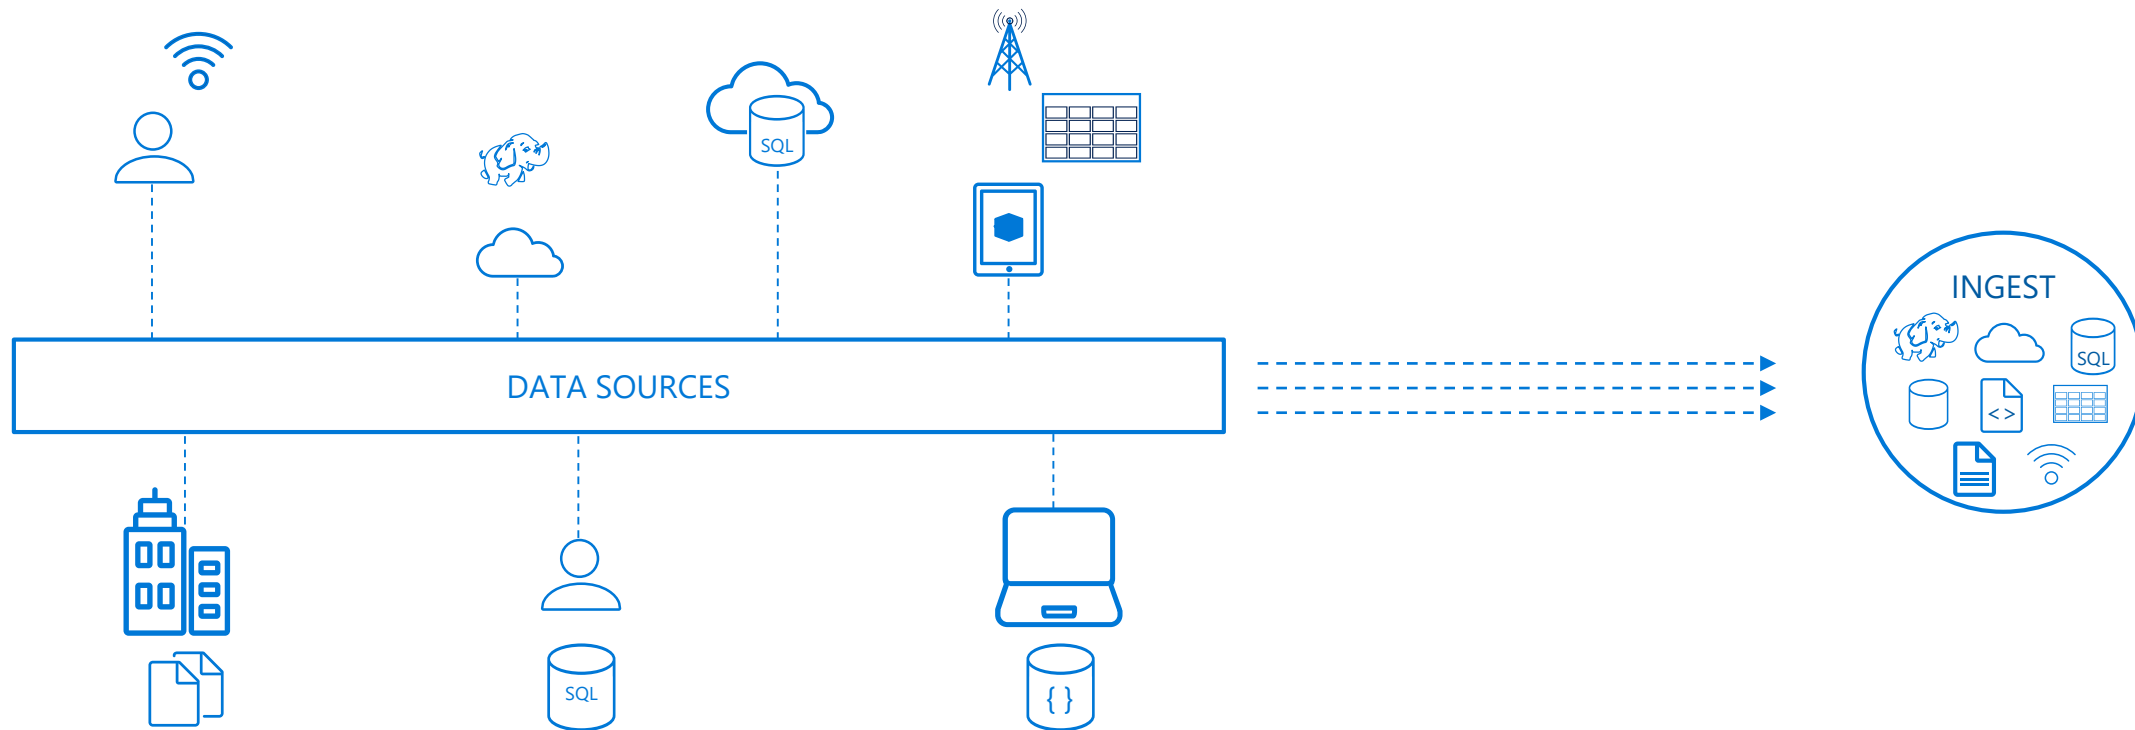 SQL
INGEST
SQL
DATA SOURCES
< >
SQL
{ }